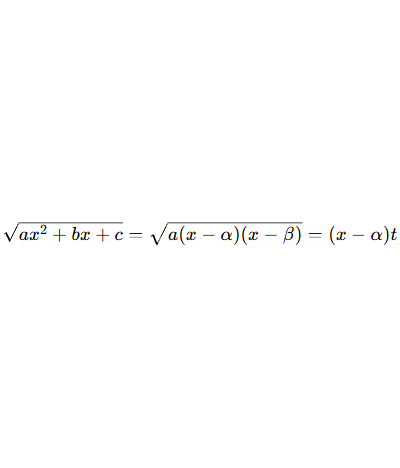 √(ax² + bx + c) = √(a(x − α)(x − β)) = (x − α)t